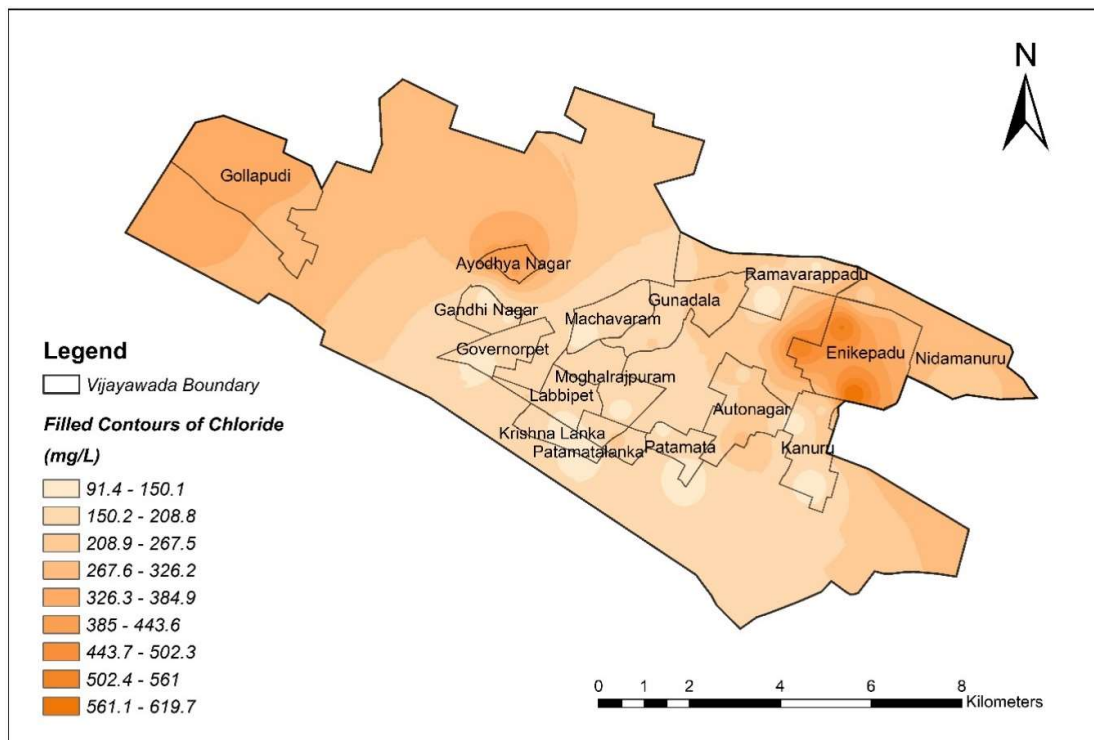 N
Gollapudi
Ayodhya Nagar
Ramavarappadu
Gunadala
Gandhi Nagar
Machavaram
Governorpet
Enikepadu
Nidamanuru
Moghalrajpuram
Labbipet
Autonagar
Krishna Lanka
Patamatalanka
Patamata
Kanuru
Legend
Vijayawada Boundary
Filled Contours of Chloride
(mg/L)
91.4 - 150.1
150.2 - 208.8
208.9 - 267.5
267.6 - 326.2
326.3 - 384.9
385 - 443.6
443.7 - 502.3
502.4 - 561
561.1 - 619.7
0 1 2 4 6 8
Kilometers